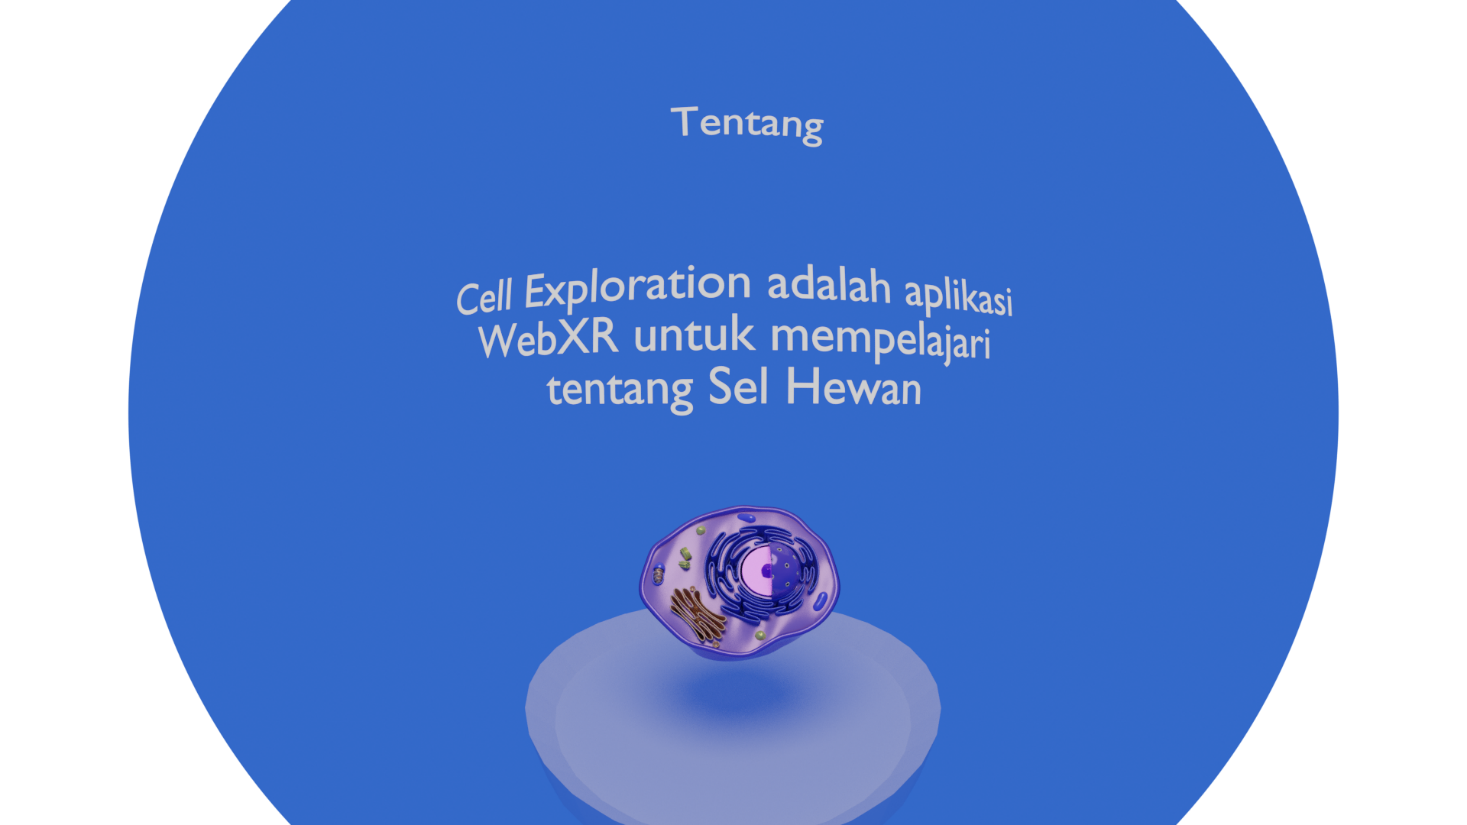 Tentang
Cell Exploration adalah aplikasi
WebXR untuk mempelajari
tentang Sel Hewan